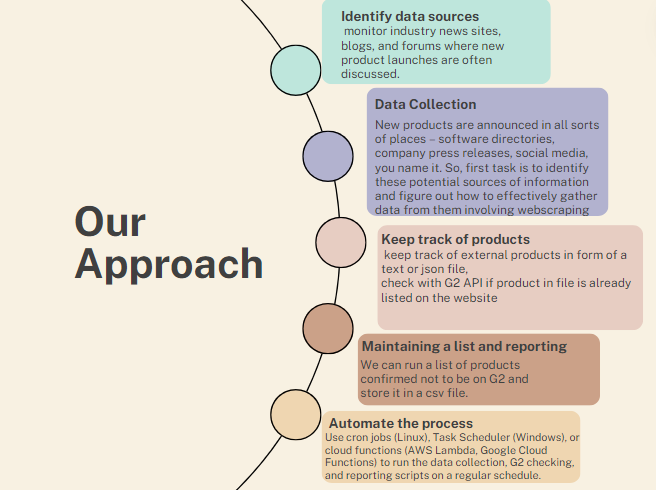 Our
Approach
Identify data sources
monitor industry news sites,
blogs, and forums where new
product launches are often
discussed.
Data Collection
New products are announced in all sorts
of places – software directories,
company press releases, social media,
you name it. So, first task is to identify
these potential sources of information
and figure out how to effectively gather
data from them involving webscraping
Keep track of products
keep track of external products in form of a
text or json file,
check with G2 API if product in file is already
listed on the website
Maintaining a list and reporting
We can run a list of products
confirmed not to be on G2 and
store it in a csv file.
Automate the process
Use cron jobs (Linux), Task Scheduler (Windows), or
cloud functions (AWS Lambda, Google Cloud
Functions) to run the data collection, G2 checking,
and reporting scripts on a regular schedule.